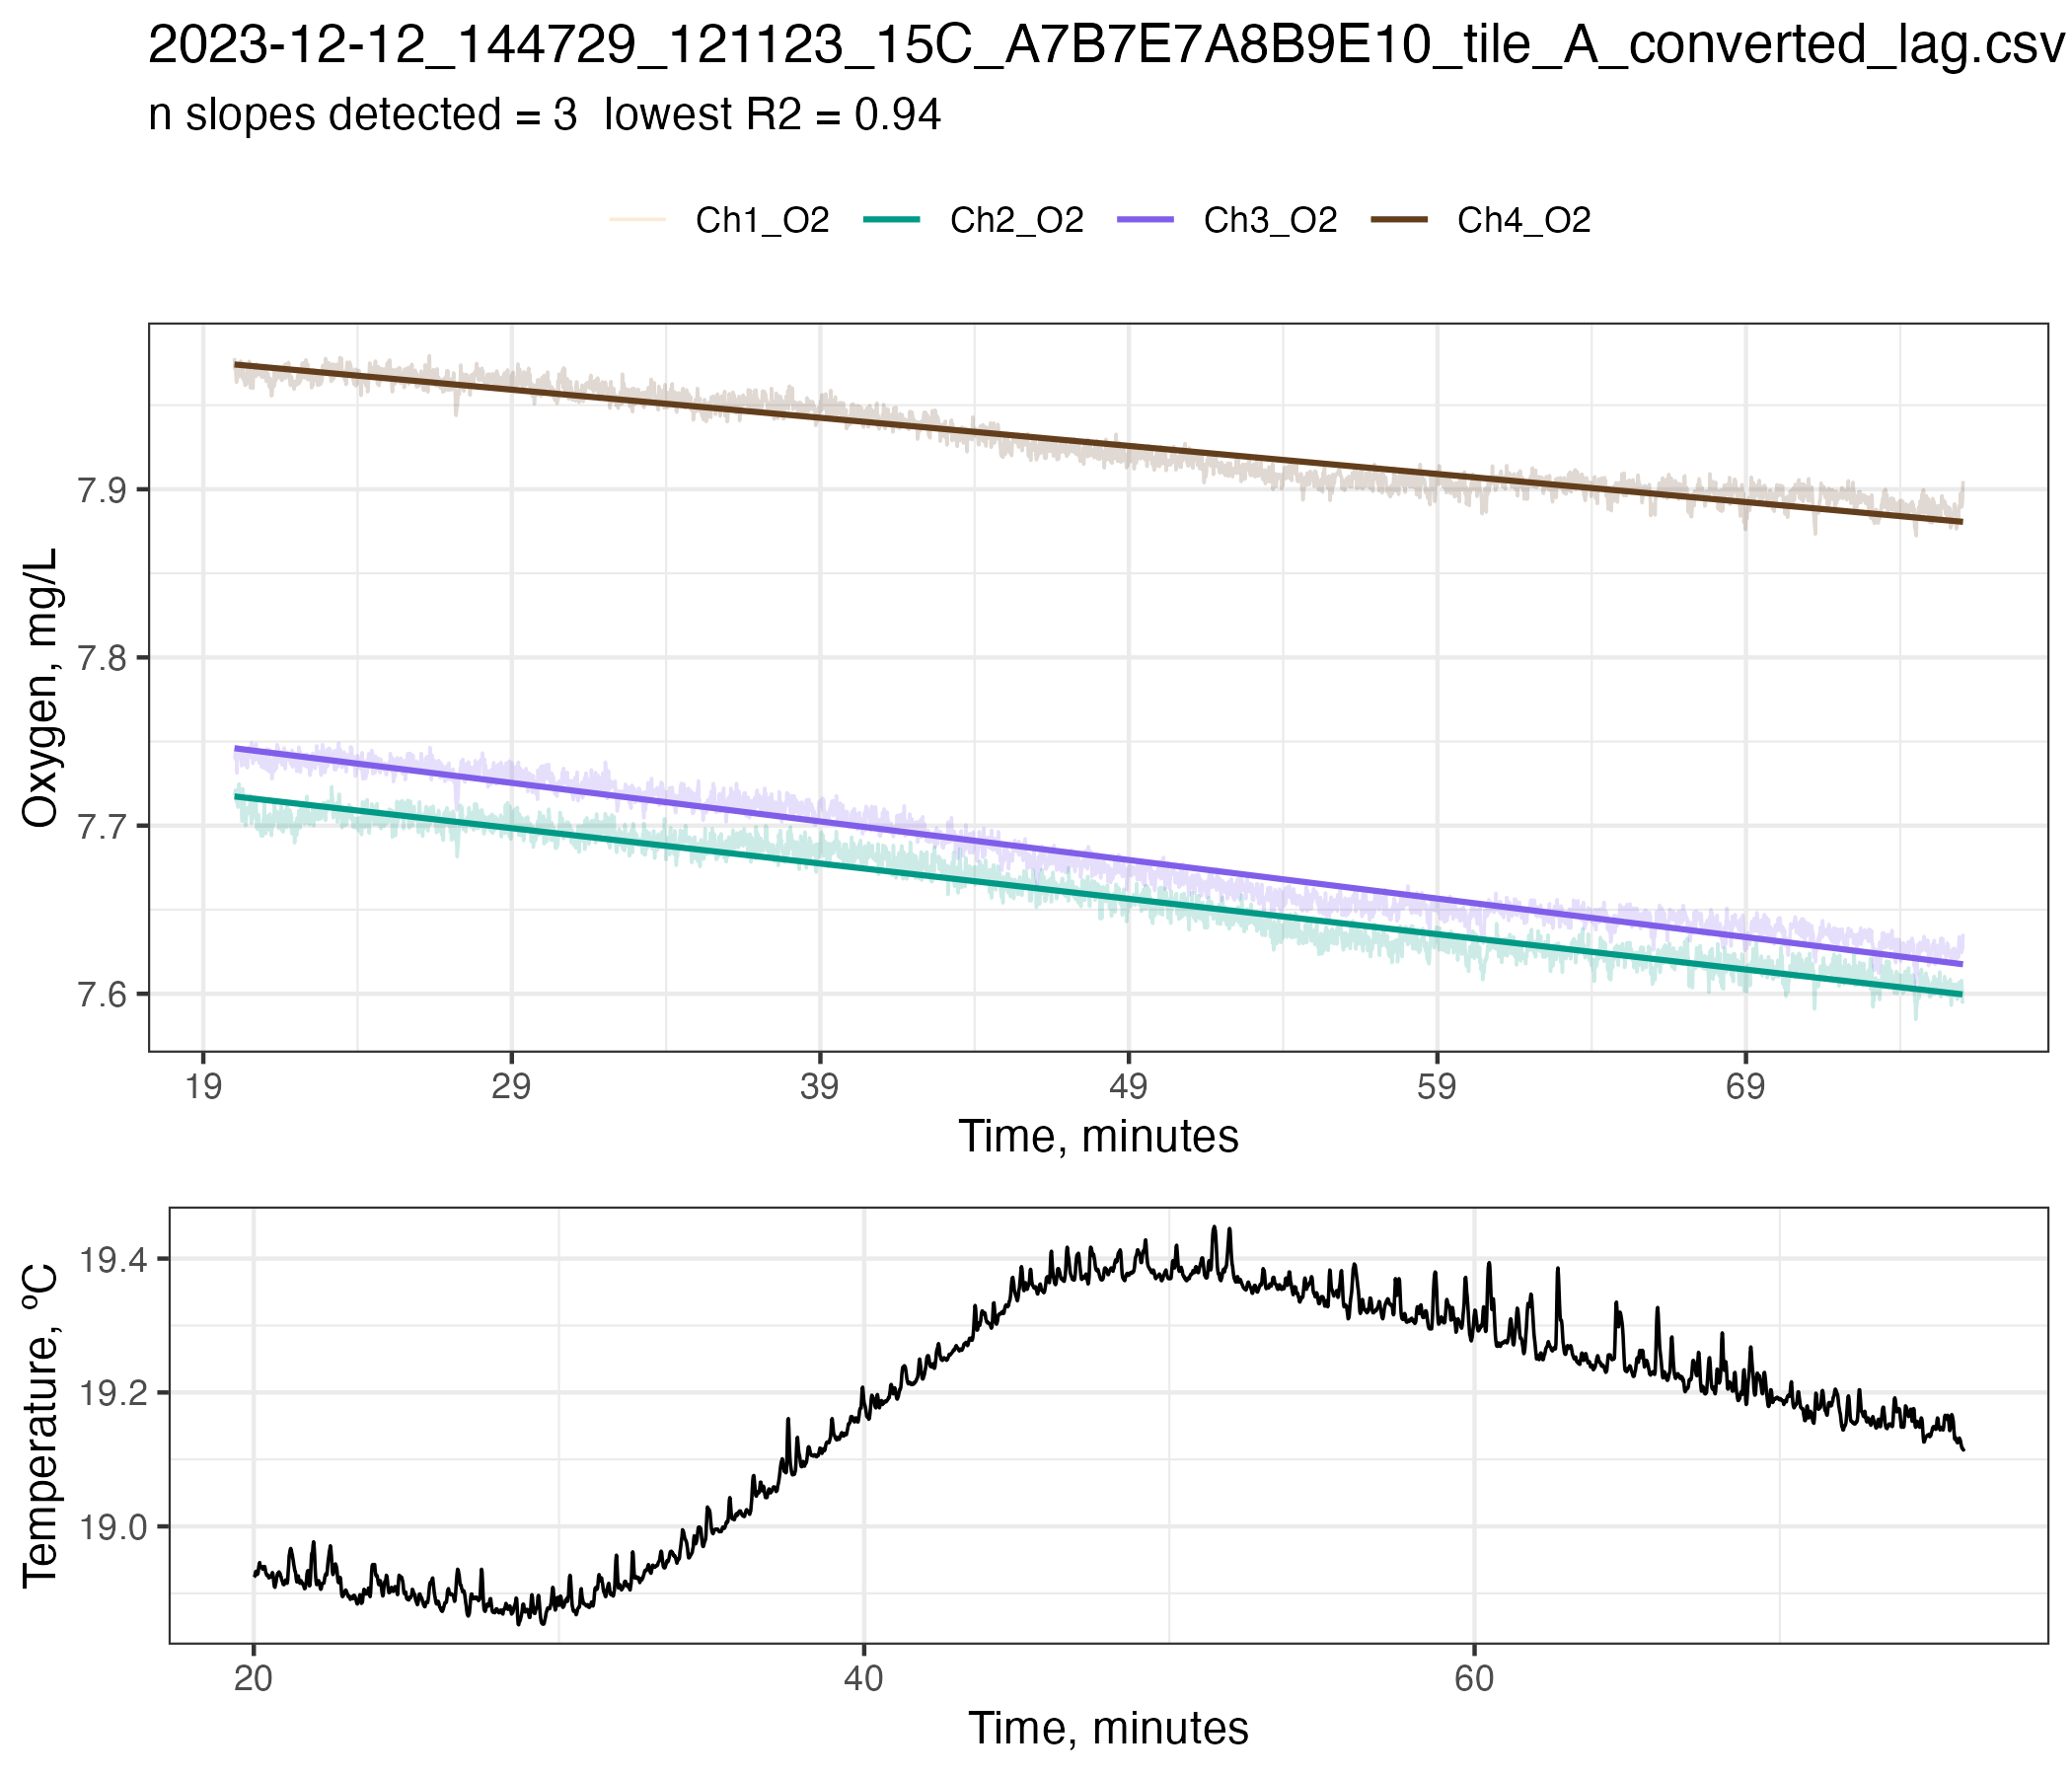 2023-12-12_144729_121123_15C_A7B7E7A8B9E10_tile_A_converted_lag.csv
n slopes detected = 3  lowest R2 = 0.94
Ch1_O2 Ch2_O2 Ch3_O2 Ch4_O2
Oxygen, mg/L
7.9
7.8
7.7
7.6
19 29 39 49 59 69
Time, minutes
Temperature, ºC
19.4
19.2
19.0
20 40 60
Time, minutes